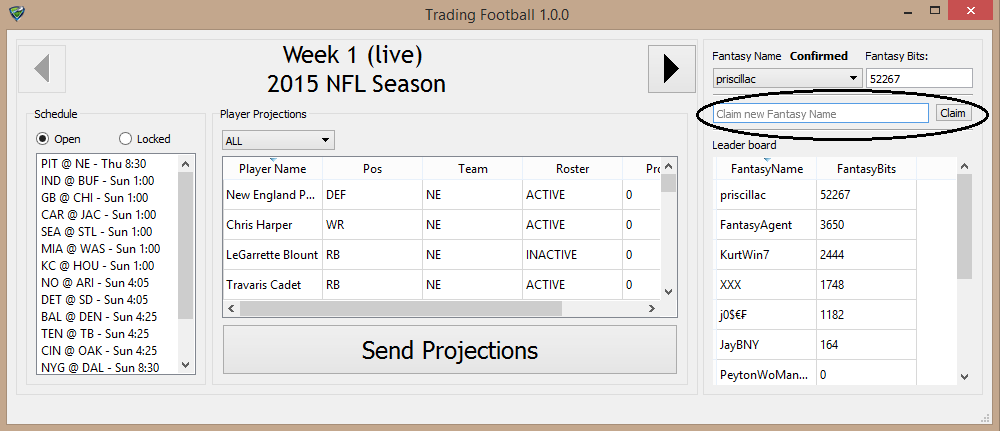 Trading Football 1.0.0
Week 1 (live)
2015 NFL Season
Fantasy Name Confirmed Fantasy Bits:
priscillac 52267
Claim new Fantasy Name Claim
Schedule
Open Locked
PIT @ NE - Thu 8:30
IND @ BUF - Sun 1:00
GB @ CHI - Sun 1:00
CAR @ JAC - Sun 1:00
SEA @ STL - Sun 1:00
MIA @ WAS - Sun 1:00
KC @ HOU - Sun 1:00
NO @ ARI - Sun 4:05
DET @ SD - Sun 4:05
BAL @ DEN - Sun 4:25
TEN @ TB - Sun 4:25
CIN @ OAK - Sun 4:25
NYG @ DAL - Sun 8:30
Player Projections
ALL
Player Name Pos Team Roster Pro
New England P... DEF NE ACTIVE 0
Chris Harper WR NE ACTIVE 0
LeGarrette Blount RB NE INACTIVE 0
Travaris Cadet RB NE ACTIVE 0
Send Projections
Leader board
FantasyName FantasyBits
priscillac 52267
FantasyAgent 3650
KurtWin7 2444
XXX 1748
j0$€₣ 1182
JayBNY 164
PeytonWoMan... 0